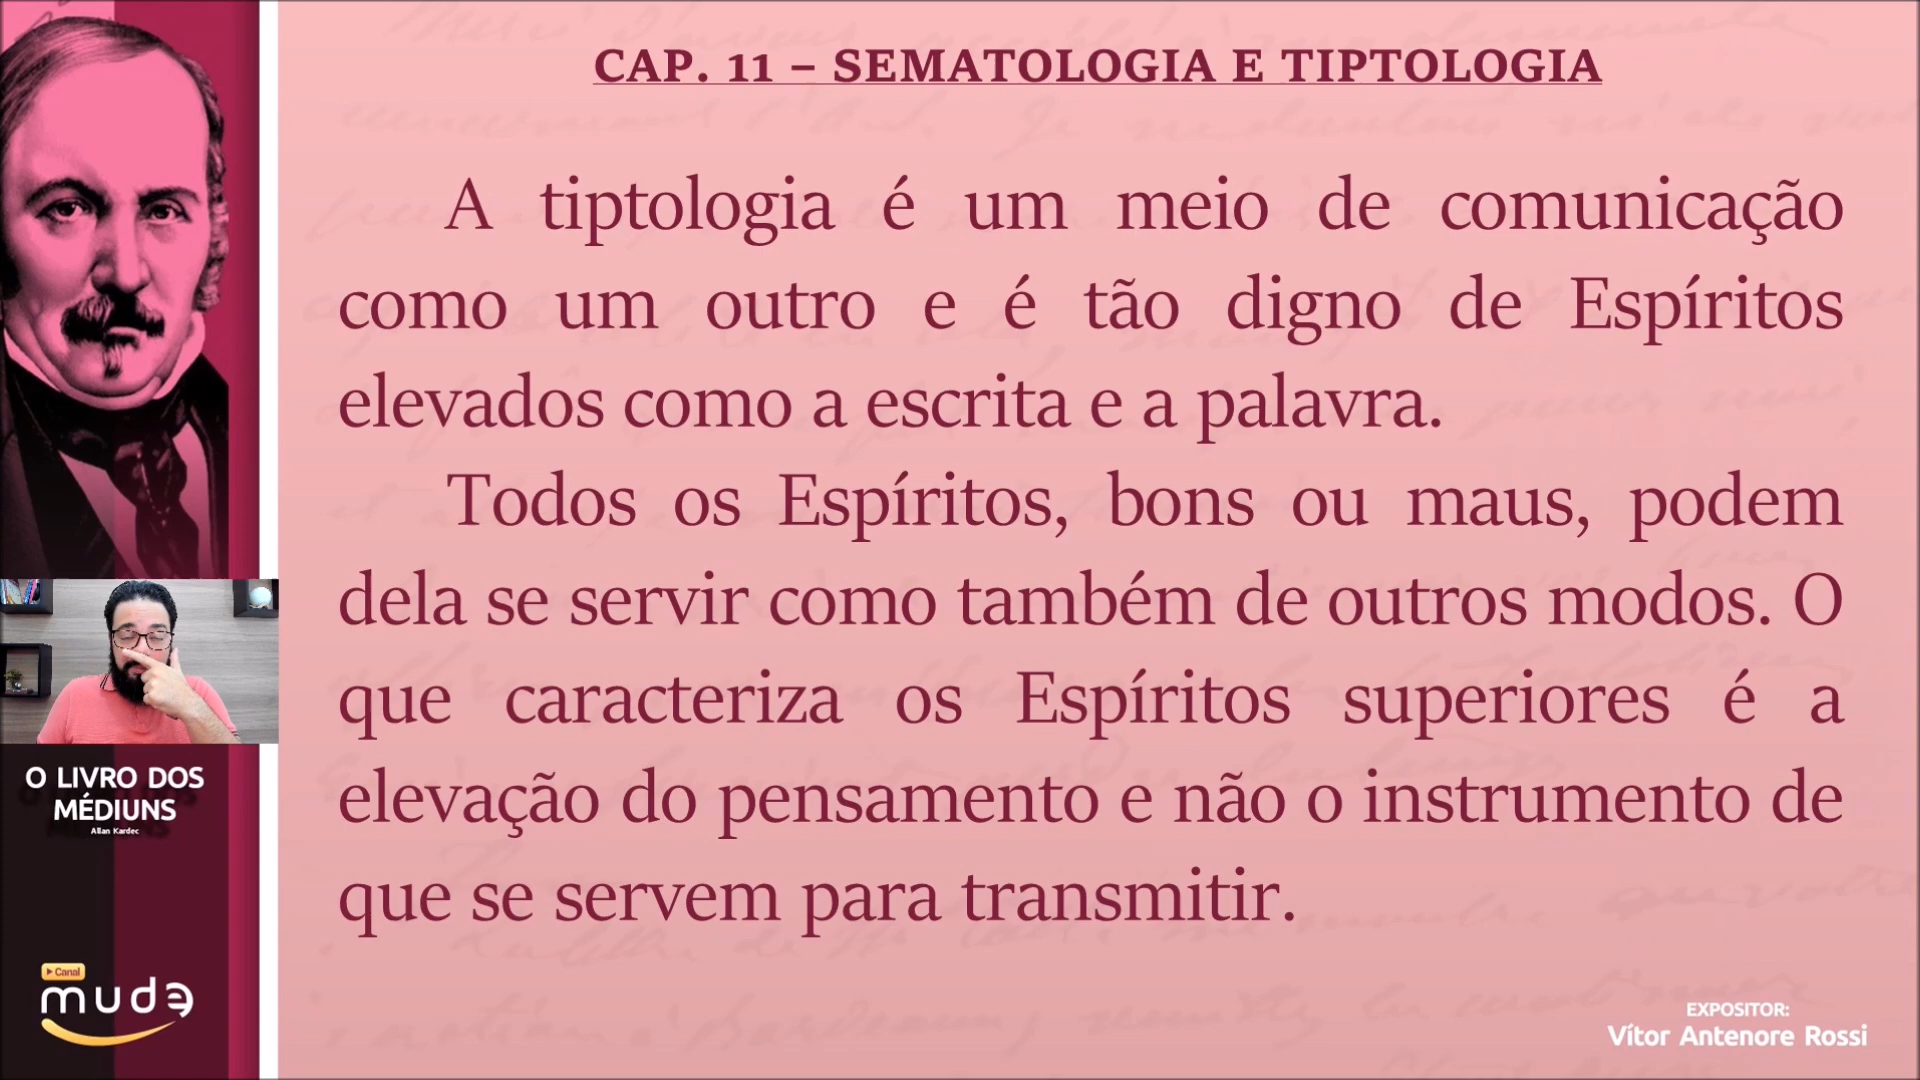 CAP. 11 – SEMATOLOGIA E TIPTOLOGIA
A tiptologia é um meio de comunicação
como um outro e é tão digno de Espíritos
elevados como a escrita e a palavra.
Todos os Espíritos, bons ou maus, podem
dela se servir como também de outros modos. O
que caracteriza os Espíritos superiores é a
elevação do pensamento e não o instrumento de
que se servem para transmitir.
O LIVRO DOS
MÉDIUNS
Allan Kardec
Canal
mude
EXPOSITOR:
Vítor Antenore Rossi